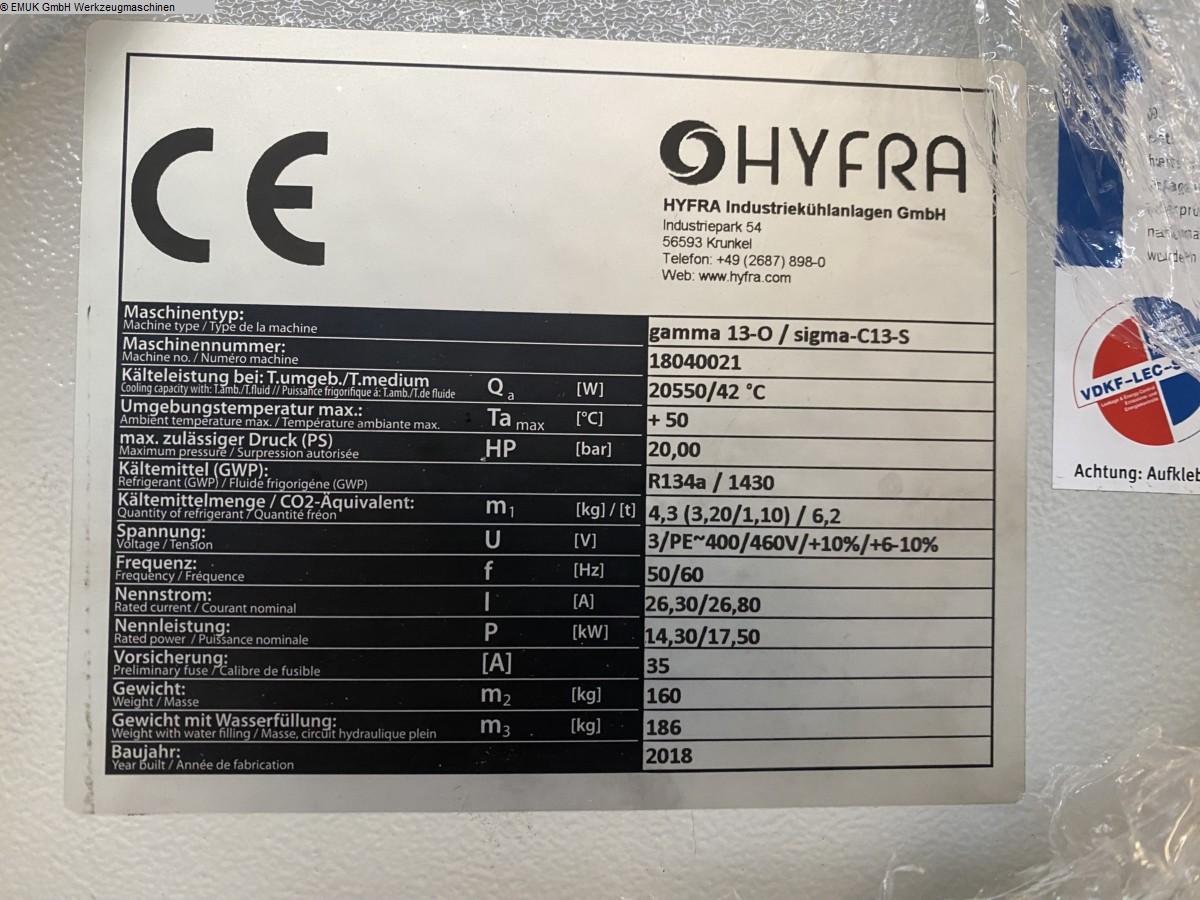 © EMUK GmbH Werkzeugmaschinen
CE
HYFRA
HYFRA Industriekühlanlagen GmbH
Industriepark 54
56593 Krunkel
Telefon: +49 (2687) 898-0
Web: www.hyfra.com
Maschinentyp:
Machine type / Type de la machine
gamma 13-O / sigma-C13-S
Maschinennummer:
Machine no. / Numéro machine
18040021
Kälteleistung bei: T.umgeb./T.medium
Cooling capacity with: T.amb./T.fluid // Puissance frigorifique à: T.amb./T.de fluide
Qa [W] 20550/42 °C
Umgebungstemperatur max.:
Ambient temperature max. / Température ambiante max.
Ta max [°C] + 50
max. zulässiger Druck (PS)
Maximum pressure / Surpression autorisée
HP [bar] 20,00
Kältemittel (GWP):
Refrigerant (GWP) / Fluide frigorigéne (GWP)
R134a / 1430
Kältemittelmenge / CO2-Äquivalent:
Quantity of refrigerant / Quantité fréon
m1 [kg] / [t] 4,3 (3,20/1,10) / 6,2
Spannung:
Voltage / Tension
U [V] 3/PE~400/460V/+10%/+6-10%
Frequenz:
Frequency / Fréquence
f [Hz] 50/60
Nennstrom:
Rated current / Courant nominal
I [A] 26,30/26,80
Nennleistung:
Rated power / Puissance nominale
P [kW] 14,30/17,50
Vorsicherung:
Preliminary fuse / Calibre de fusible
[A] 35
Gewicht:
Weight / Masse
m2 [kg] 160
Gewicht mit Wasserfüllung:
Weight with water filling / Masse, circuit hydraulique plein
m3 [kg] 186
Baujahr:
Year built / Année de fabrication
2018
VDKF-LEC-
Achtung: Aufkleb